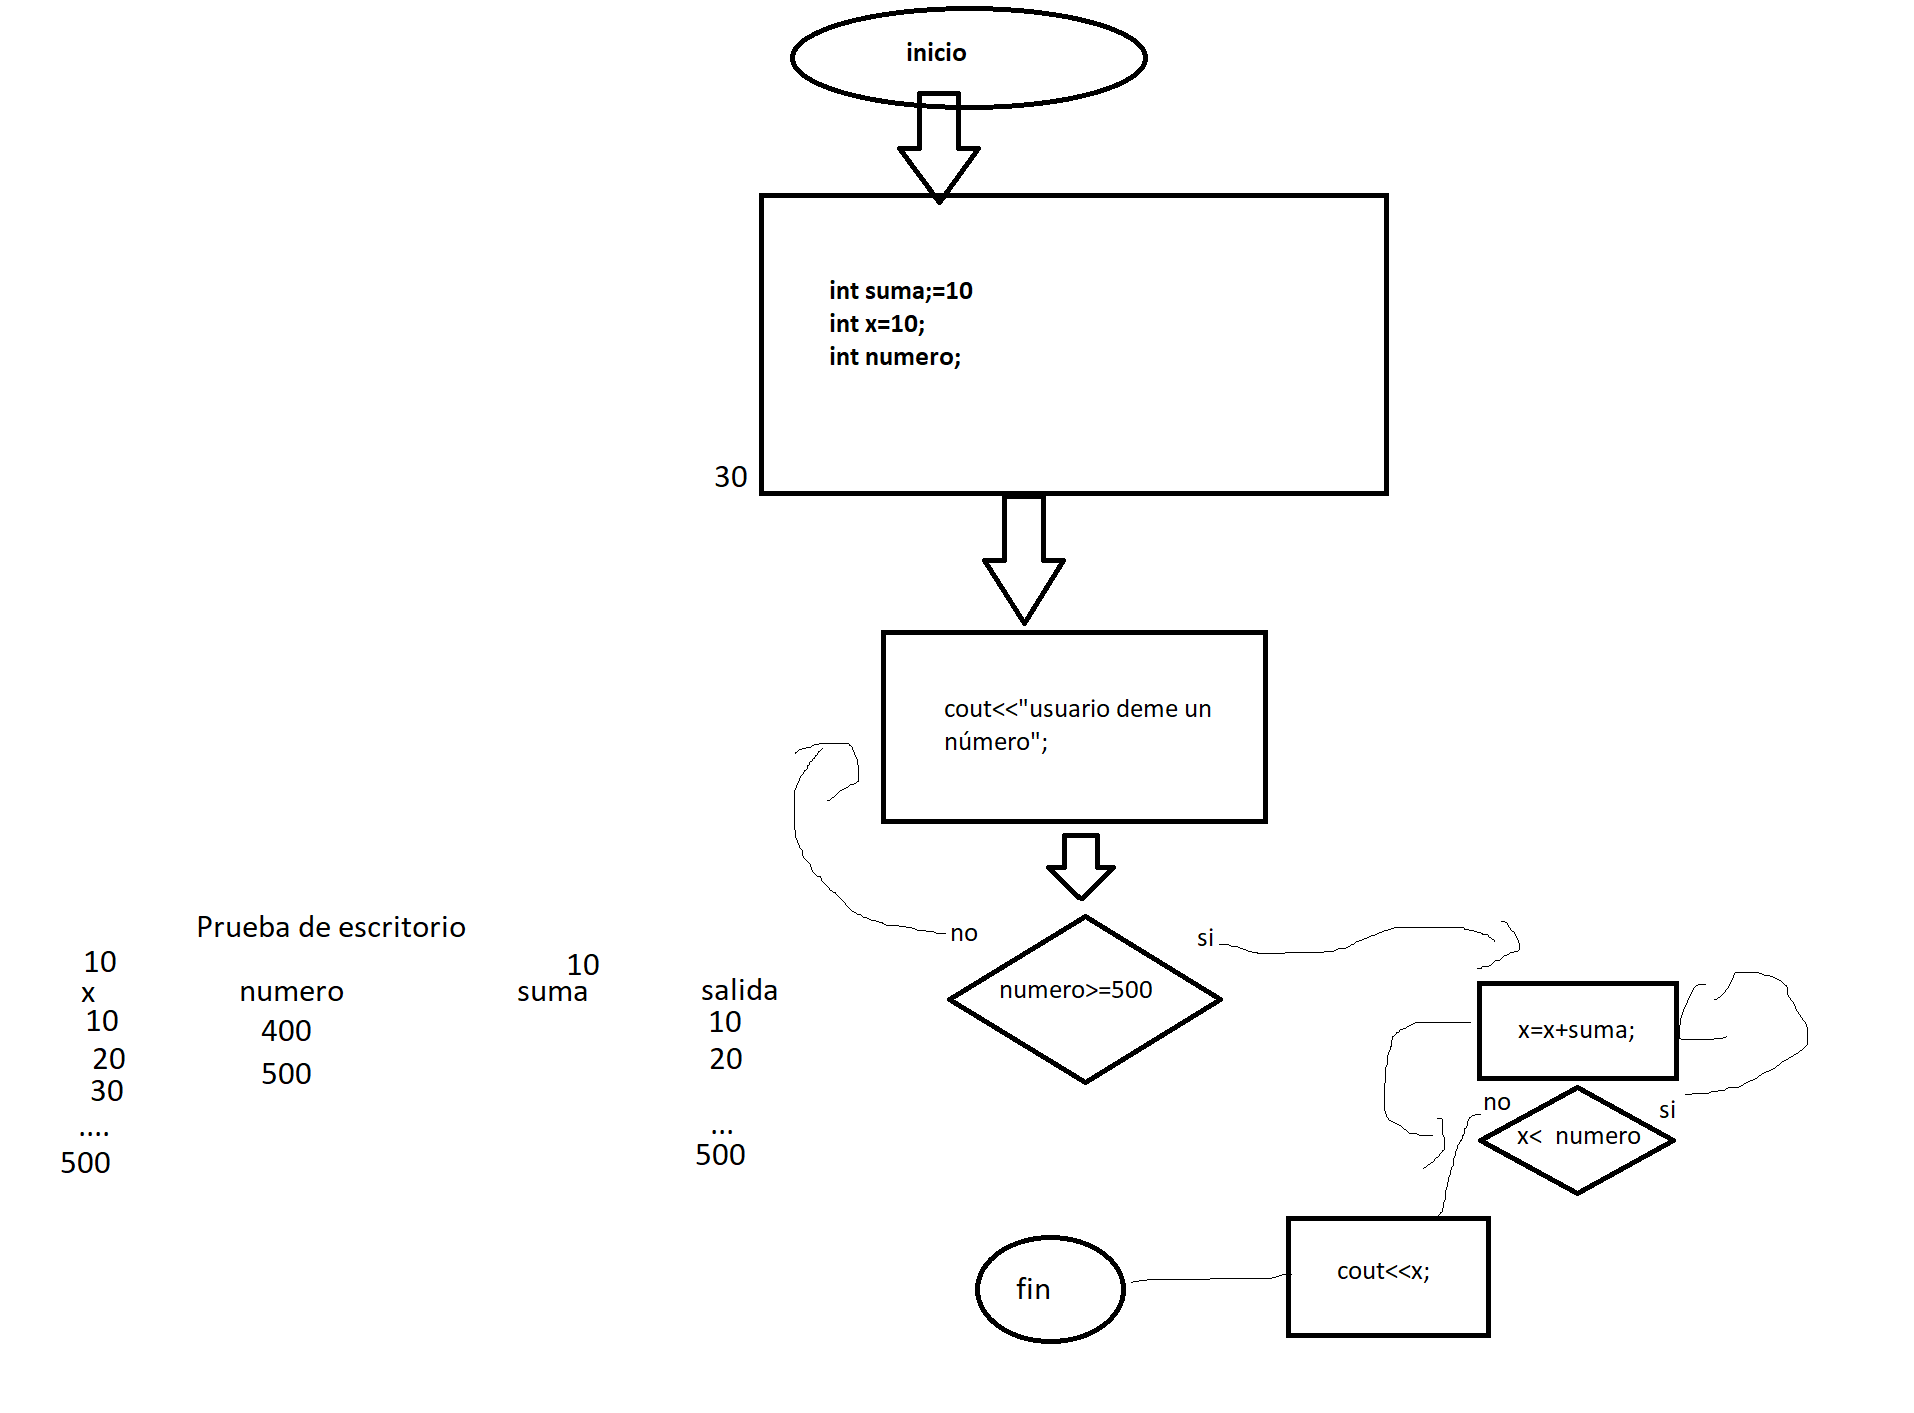 inicio
int suma;=10
int x=10;
int numero;
30
cout<<"usuario deme un
número";
no
si
numero>=500
x=x+suma;
no
si
x< numero
cout<<x;
fin
Prueba de escritorio
10
10
x numero suma salida
10 400 10
20 500 20
30
.... ...
500 500